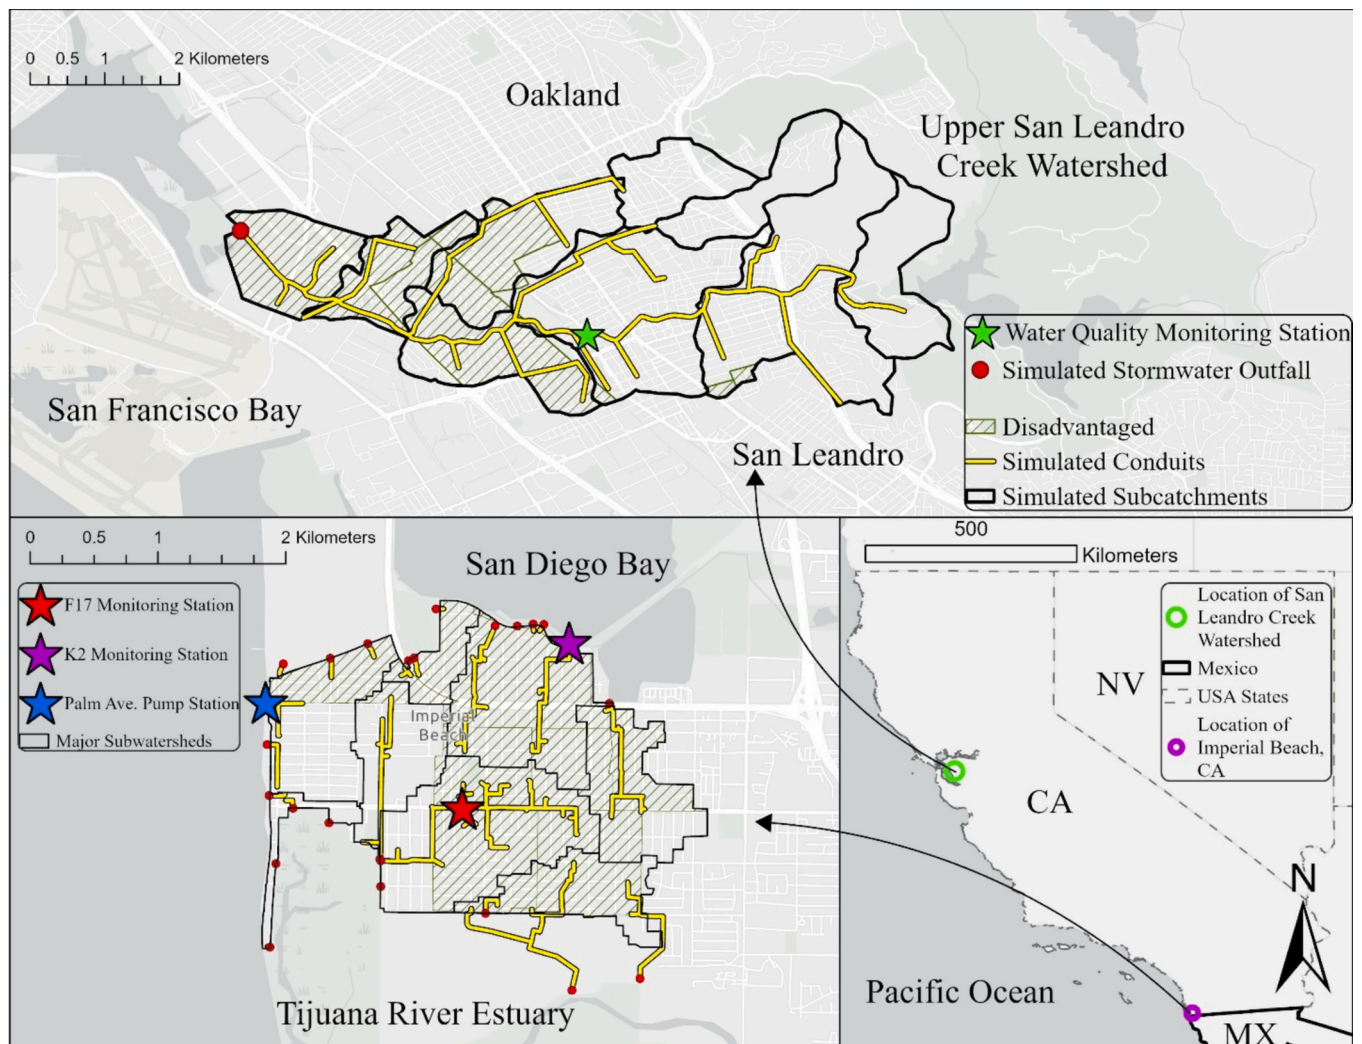 0 0.5 1 2 Kilometers
Oakland
Upper San Leandro
Creek Watershed
San Francisco Bay
San Leandro
Water Quality Monitoring Station
Simulated Stormwater Outfall
Disadvantaged
Simulated Conduits
Simulated Subcatchments
0 1 2 Kilometers
San Diego Bay
F17 Monitoring Station
K2 Monitoring Station
Palm Ave. Pump Station
Major Subwatersheds
Imperial
Beach
Tijuana River Estuary
500
Kilometers
Location of San
Leandro Creek
Watershed
Mexico
USA States
Location of
Imperial Beach,
CA
NV
CA
N
Pacific Ocean
MX